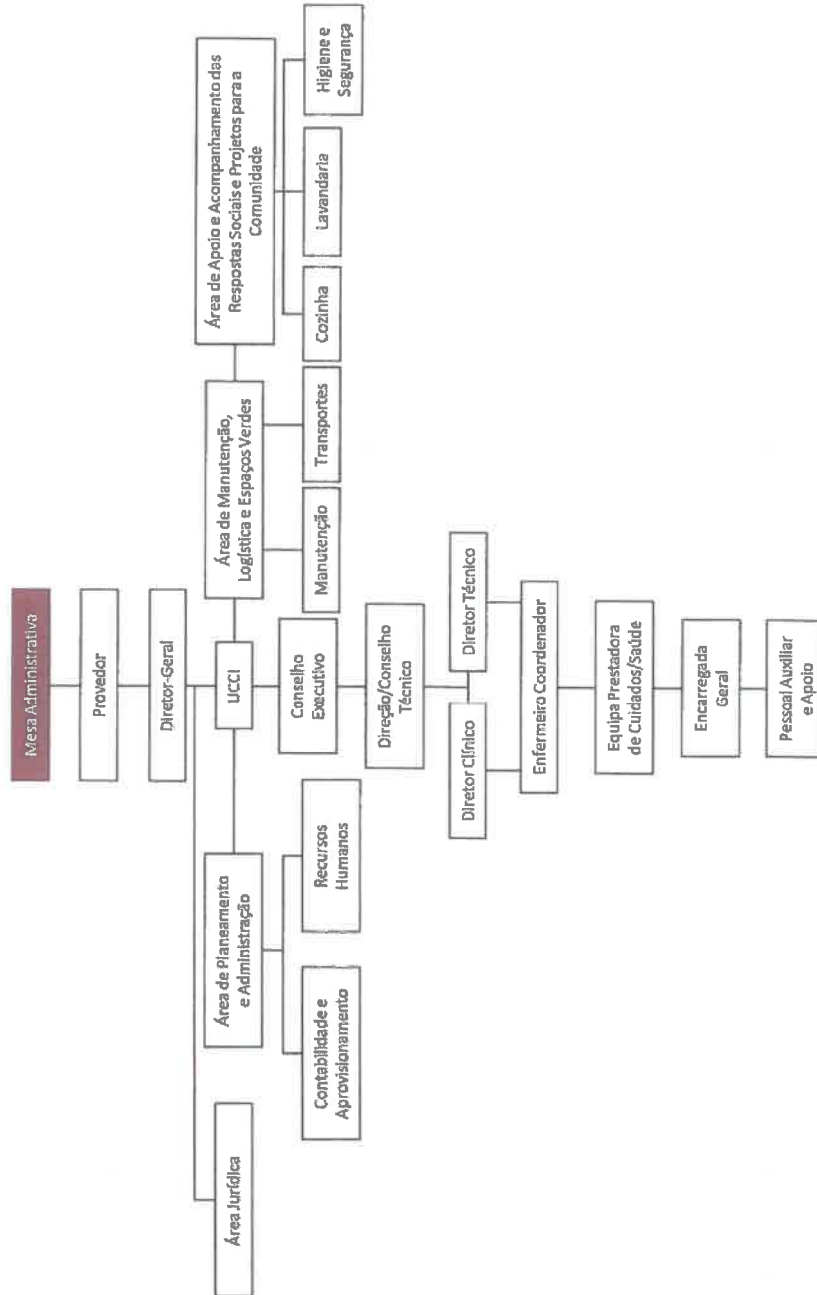 Mesa Administrativa
Provedor
Diretor-Geral
Área Jurídica
Área de Planeamento
e Administração
UCCI
Área de Manutenção,
Logística e Espaços Verdes
Área de Apoio e Acompanhamento das
Respostas Sociais e Projetos para a
Comunidade
Contabilidade e
Aprovisionamento
Recursos
Humanos
Conselho
Executivo
Manutenção
Transportes
Cozinha
Lavandaria
Higiene e
Segurança
Direção/Conselho
Técnico
Diretor Clínico
Diretor Técnico
Enfermeiro Coordenador
Equipa Prestadora
de Cuidados/Saúde
Encarregada
Geral
Pessoal Auxiliar
e Apoio